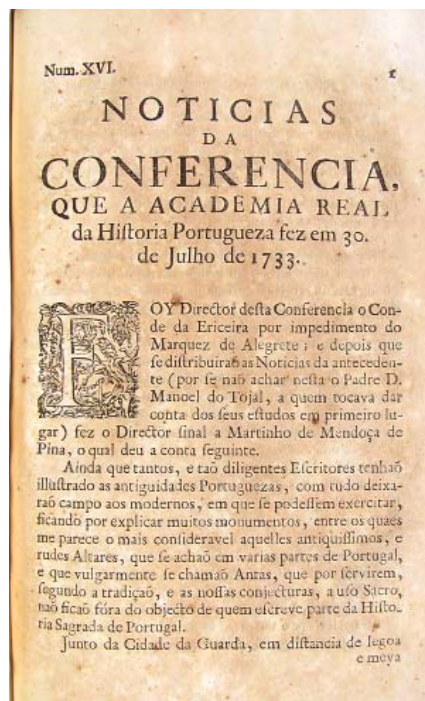 Num. XVI. 1
NOTICIAS
DA
CONFERENCIA,
QUE A ACADEMIA REAL
da Hiſtoria Portugueza fez em 30.
de Julho de 1733.
FOY Director deſta Conferencia o Con-
de da Ericeira por impedimento do
Marquez de Alegrete; e depois que
ſe diſtribuiraõ as Noticias da anteceden-
te (por ſe naõ achar neſta o Padre D.
Manoel do Tojal, a quem tocava dar
conta dos ſeus eſtudos em primeiro lu-
gar) fez o Director ſinal a Martinho de Mendoça de
Pina, o qual deu a conta ſeguinte.
Ainda que tantos, e taõ diligentes Eſcritores tenhaõ
illuſtrado as antiguidades Portuguezas, com tudo deixa-
raõ campo aos modernos, em que ſe podeſſem exercitar,
ficando por explicar muitos monumentos, entre os quaes
me parece o mais conſideravel aquelles antiquiſſimos, e
rudes Altares, que ſe achaõ em varias partes de Portugal,
e que vulgarmente ſe chamaõ Antas, que por ſervirem,
ſegundo a tradiçaõ, e as noſſas conjecturas, a uſo Sacro,
naõ ficaõ fóra do objecto de quem eſcreve parte da Hiſto-
ria Sagrada de Portugal.
Junto da Cidade da Guarda, em diſtancia de legoa
e meya